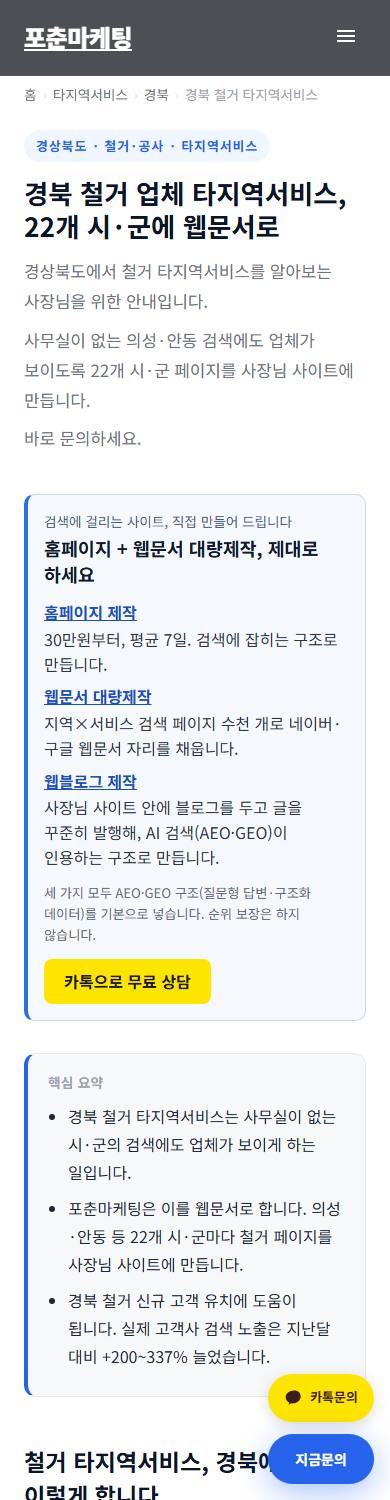 포춘마케팅
홈 › 타지역서비스 › 경북 › 경북 철거 타지역서비스
경상북도 · 철거·공사 · 타지역서비스
경북 철거 업체 타지역서비스,
22개 시·군에 웹문서로
경상북도에서 철거 타지역서비스를 알아보는
사장님을 위한 안내입니다.
사무실이 없는 의성·안동 검색에도 업체가
보이도록 22개 시·군 페이지를 사장님 사이트에
만듭니다.
바로 문의하세요.
검색에 걸리는 사이트, 직접 만들어 드립니다
홈페이지 + 웹문서 대량제작, 제대로
하세요
홈페이지 제작
30만원부터, 평균 7일. 검색에 잡히는 구조로
만듭니다.
웹문서 대량제작
지역×서비스 검색 페이지 수천 개로 네이버·
구글 웹문서 자리를 채웁니다.
웹블로그 제작
사장님 사이트 안에 블로그를 두고 글을
꾸준히 발행해, AI 검색(AEO·GEO)이
인용하는 구조로 만듭니다.
세 가지 모두 AEO·GEO 구조(질문형 답변·구조화
데이터)를 기본으로 넣습니다. 순위 보장은 하지
않습니다.
카톡으로 무료 상담
핵심 요약
• 경북 철거 타지역서비스는 사무실이 없는
시·군의 검색에도 업체가 보이게 하는
일입니다.
• 포춘마케팅은 이를 웹문서로 합니다. 의성
·안동 등 22개 시·군마다 철거 페이지를
사장님 사이트에 만듭니다.
• 경북 철거 신규 고객 유치에 도움이
됩니다. 실제 고객사 검색 노출은 지난달
대비 +200~337% 늘었습니다.
카톡문의
철거 타지역서비스, 경북에
지금문의
이렇게 합니다